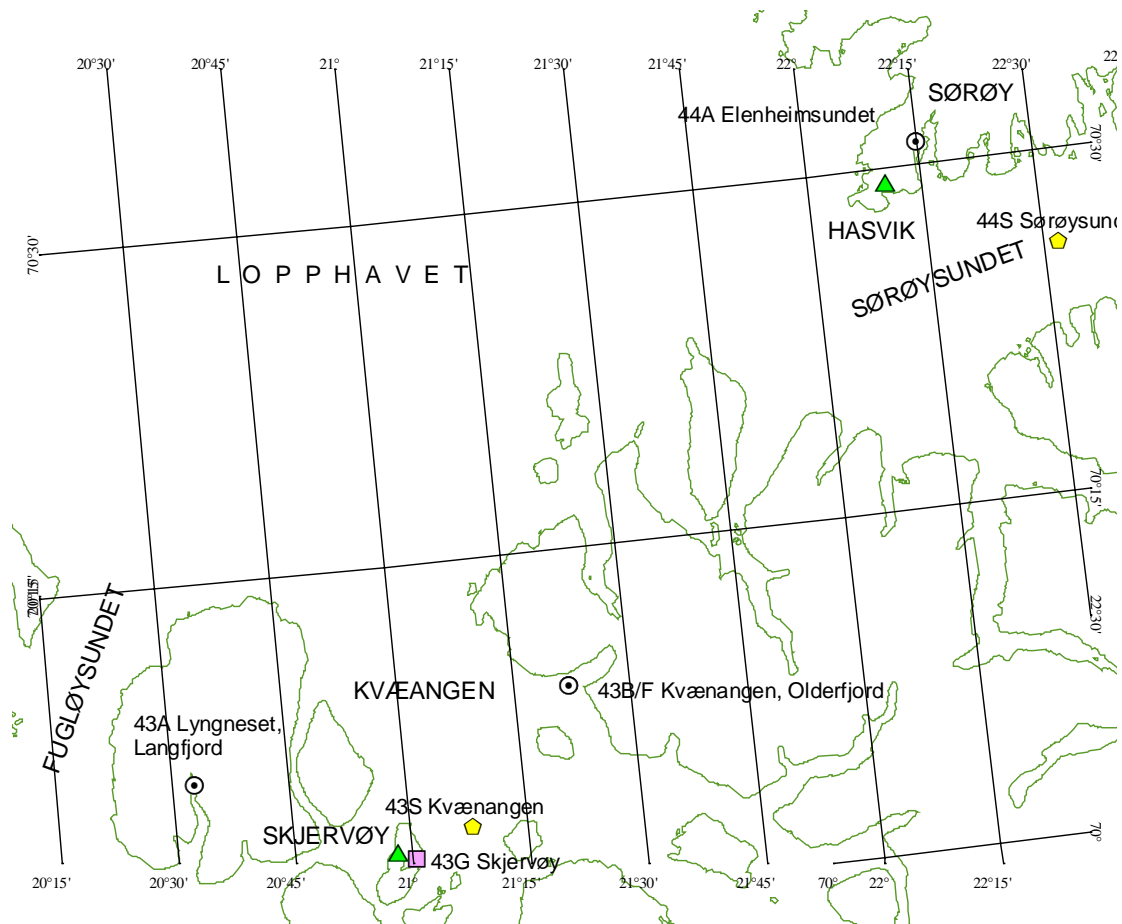 20°30' 20°45' 21° 21°15' 21°30' 21°45' 22° 22°15' 22°30' 22
SØRØY
44A Elenheimsundet
70°30'
HASVIK
44S Sørøysund
70°30'
LOPPHAVET
SØRØYSUNDET
70°15'
FUGLØYSUNDET
22°30'
KVÆANGEN
43B/F Kvænangen, Olderfjord
43A Lyngneset,
Langfjord
43S Kvænangen
SKJERVØY
43G Skjervøy
70°
20°15' 20°30' 20°45' 21° 21°15' 21°30' 21°45' 70° 22° 22°15'